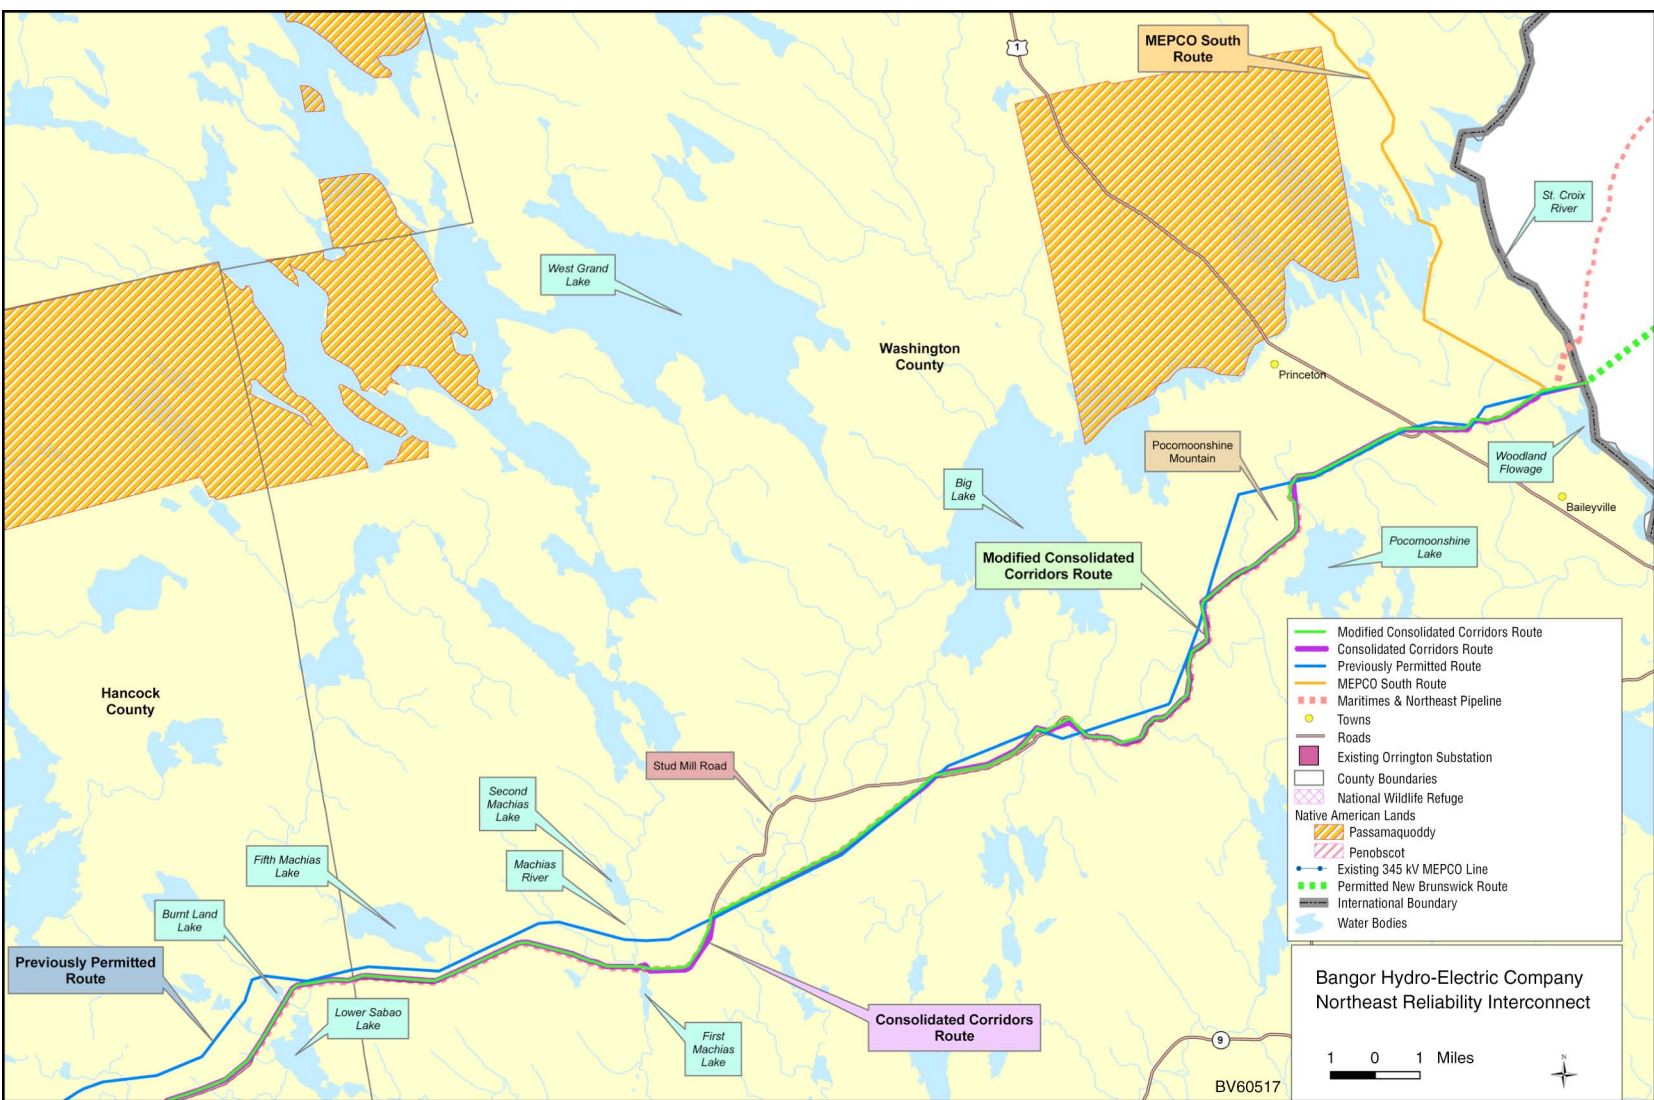 MEPCO South
Route
1
St. Croix
River
West Grand
Lake
Washington
County
Princeton
Pocomoonshine
Mountain
Woodland
Flowage
Big
Lake
Baileyville
Pocomoonshine
Lake
Modified Consolidated
Corridors Route
Hancock
County
Stud Mill Road
Second
Machias
Lake
Machias
River
Fifth Machias
Lake
Burnt Land
Lake
Previously Permitted
Route
Lower Sabao
Lake
First
Machias
Lake
Consolidated Corridors
Route
9
BV60517
Modified Consolidated Corridors Route
Consolidated Corridors Route
Previously Permitted Route
MEPCO South Route
Maritimes & Northeast Pipeline
Towns
Roads
Existing Orrington Substation
County Boundaries
National Wildlife Refuge
Native American Lands
Passamaquoddy
Penobscot
Existing 345 kV MEPCO Line
Permitted New Brunswick Route
International Boundary
Water Bodies
Bangor Hydro-Electric Company
Northeast Reliability Interconnect
1 0 1 Miles
N